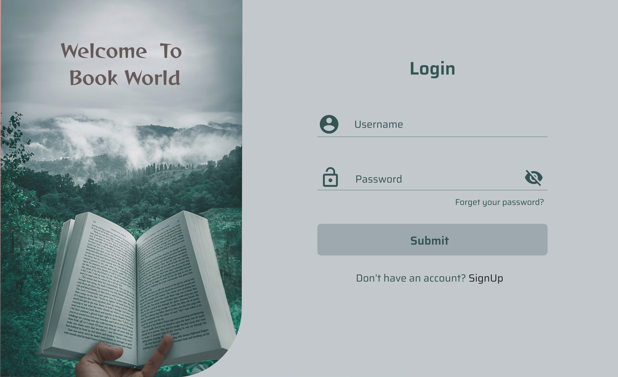 Welcome To
Book World
Login
Username
Password
Forget your password?
Submit
Don't have an account? SignUp